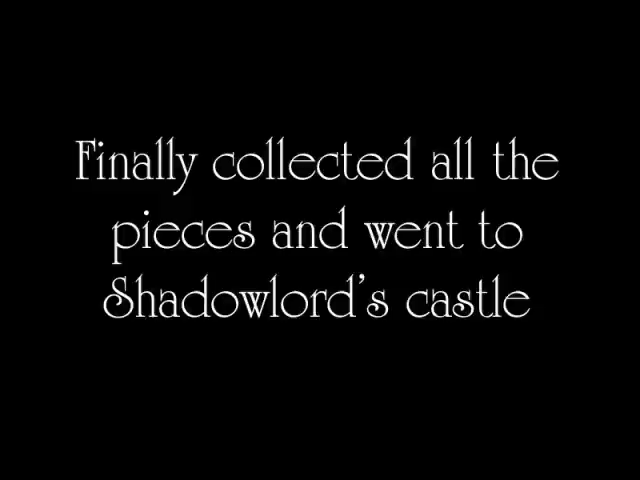 Finally collected all the
pieces and went to
Shadowlord's castle